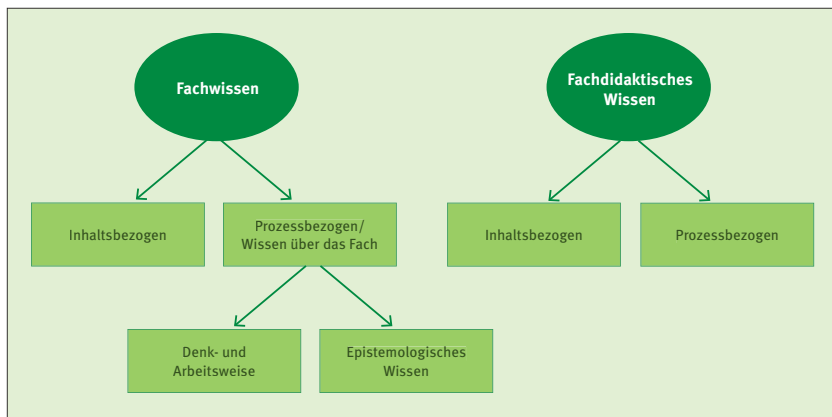 Fachwissen
Fachdidaktisches
Wissen
Inhaltsbezogen
Prozessbezogen/
Wissen über das Fach
Inhaltsbezogen
Prozessbezogen
Denk- und
Arbeitsweise
Epistemologisches
Wissen